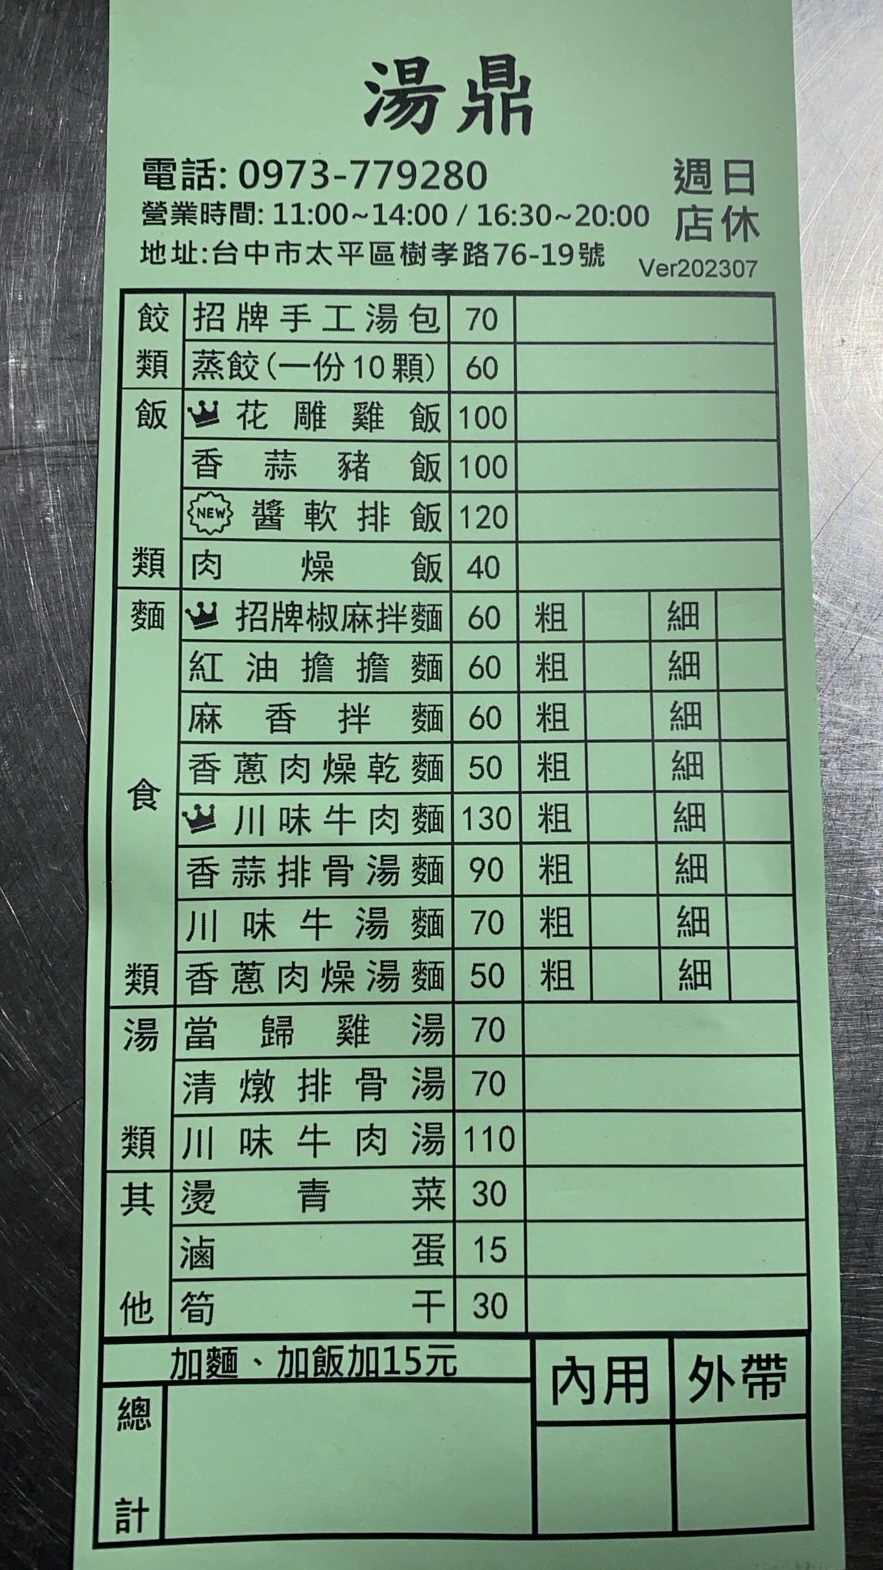 湯鼎
電話: 0973-779280
週日
店休
營業時間: 11:00~14:00 / 16:30~20:00
地址:台中市太平區樹孝路76-19號
Ver202307
餃類
招牌手工湯包 70
蒸餃(一份10顆) 60
飯類
花雕雞飯 100
香蒜豬飯 100
NEW 醬軟排飯 120
肉燥飯 40
麵食類
招牌椒麻拌麵 60 粗 細
紅油擔擔麵 60 粗 細
麻香拌麵 60 粗 細
香蔥肉燥乾麵 50 粗 細
川味牛肉麵 130 粗 細
香蒜排骨湯麵 90 粗 細
川味牛湯麵 70 粗 細
香蔥肉燥湯麵 50 粗 細
湯類
當歸雞湯 70
清燉排骨湯 70
川味牛肉湯 110
其他
燙青菜 30
滷蛋 15
筍干 30
加麵、加飯加15元
內用 外帶
總計